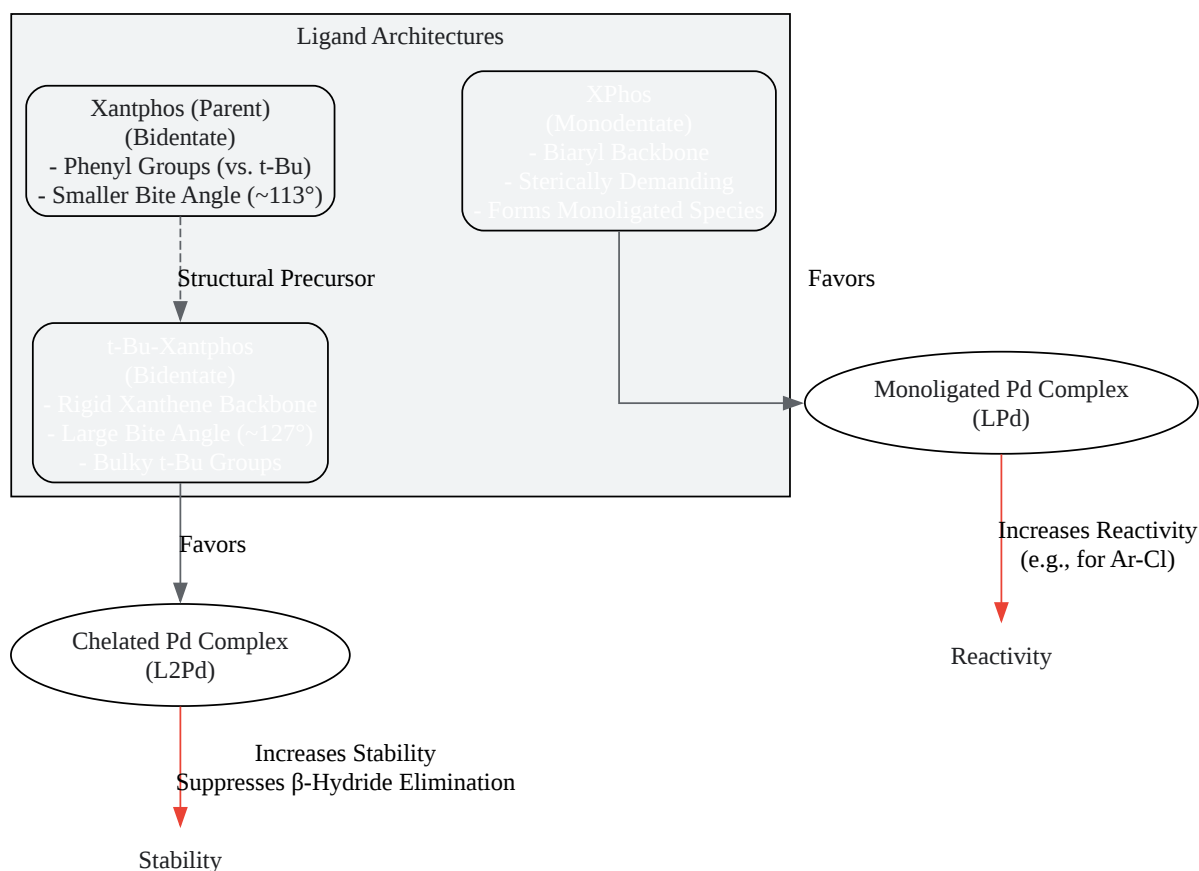 Ligand Architectures
Xantphos (Parent)
(Bidentate)
- Phenyl Groups (vs. t-Bu)
- Smaller Bite Angle (~113°)
XPhos
(Monodentate)
- Biaryl Backbone
- Sterically Demanding
- Forms Monoligated Species
Structural Precursor
Favors
t-Bu-Xantphos
(Bidentate)
- Rigid Xanthene Backbone
- Large Bite Angle (~127°)
- Bulky t-Bu Groups
Monoligated Pd Complex
(LPd)
Favors
Increases Reactivity
(e.g., for Ar-Cl)
Chelated Pd Complex
(L2Pd)
Reactivity
Increases Stability
Suppresses β-Hydride Elimination
Stability